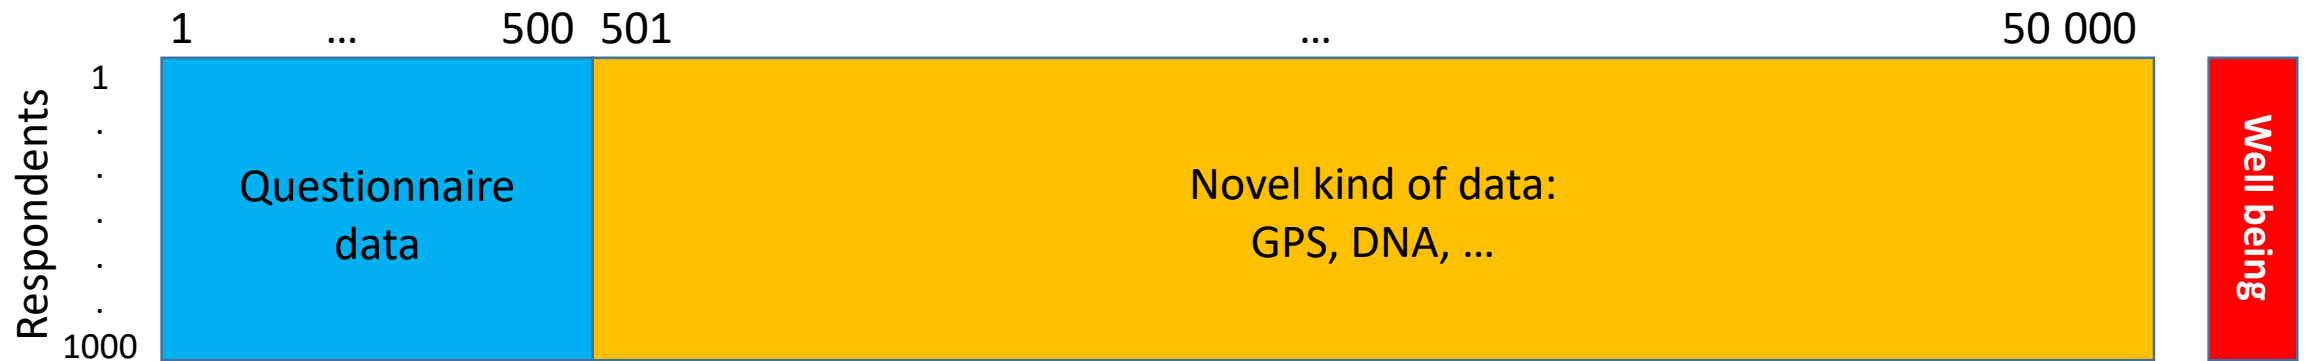 1 ... 500 501 ... 50 000
Respondents
1
.
.
.
.
.
1000
Questionnaire
data
Novel kind of data:
GPS, DNA, ...
Well being